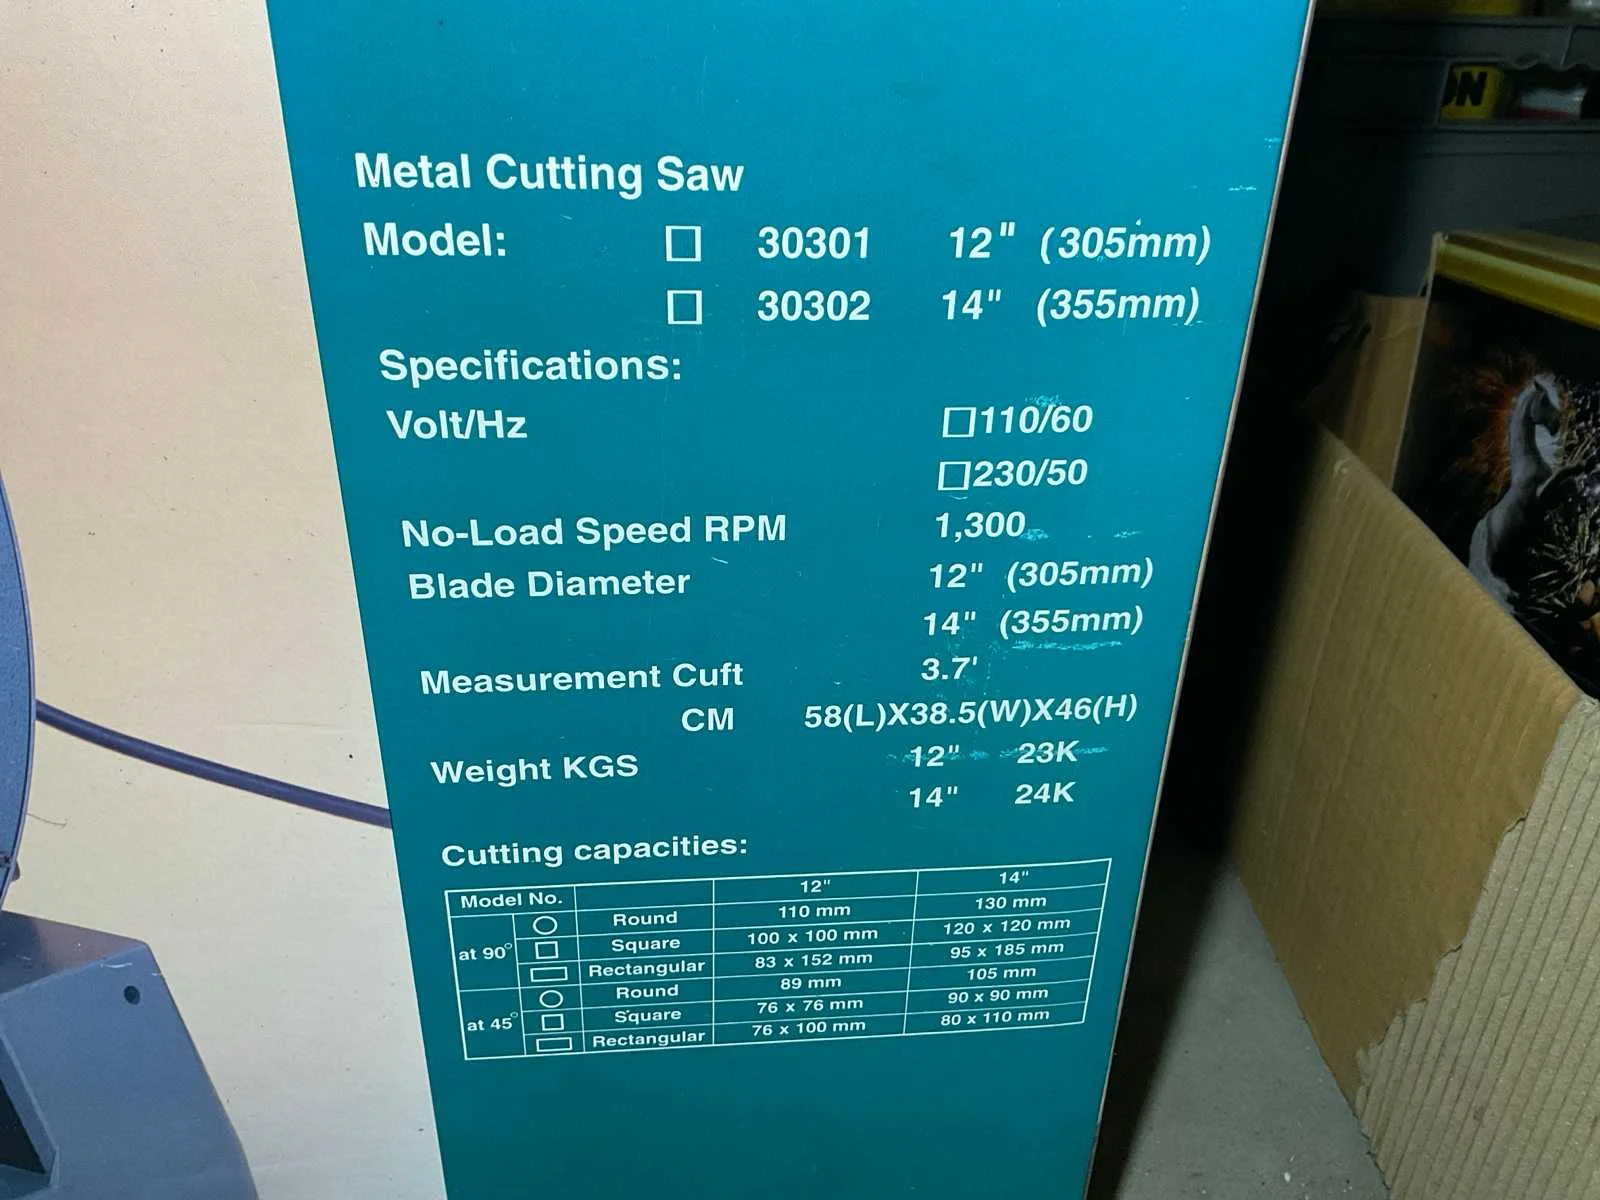 ON
Metal Cutting Saw
Model: 30301 12" (305mm)
30302 14" (355mm)
Specifications:
Volt/Hz 110/60
230/50
No-Load Speed RPM 1,300
Blade Diameter 12" (305mm)
14" (355mm)
Measurement Cuft 3.7'
CM 58(L)X38.5(W)X46(H)
Weight KGS 12" 23K
14" 24K
Cutting capacities:
Model No. 12" 14"
at 90° Round 110 mm 130 mm
Square 100 x 100 mm 120 x 120 mm
Rectangular 83 x 152 mm 95 x 185 mm
at 45° Round 89 mm 105 mm
Square 76 x 76 mm 90 x 90 mm
Rectangular 76 x 100 mm 80 x 110 mm